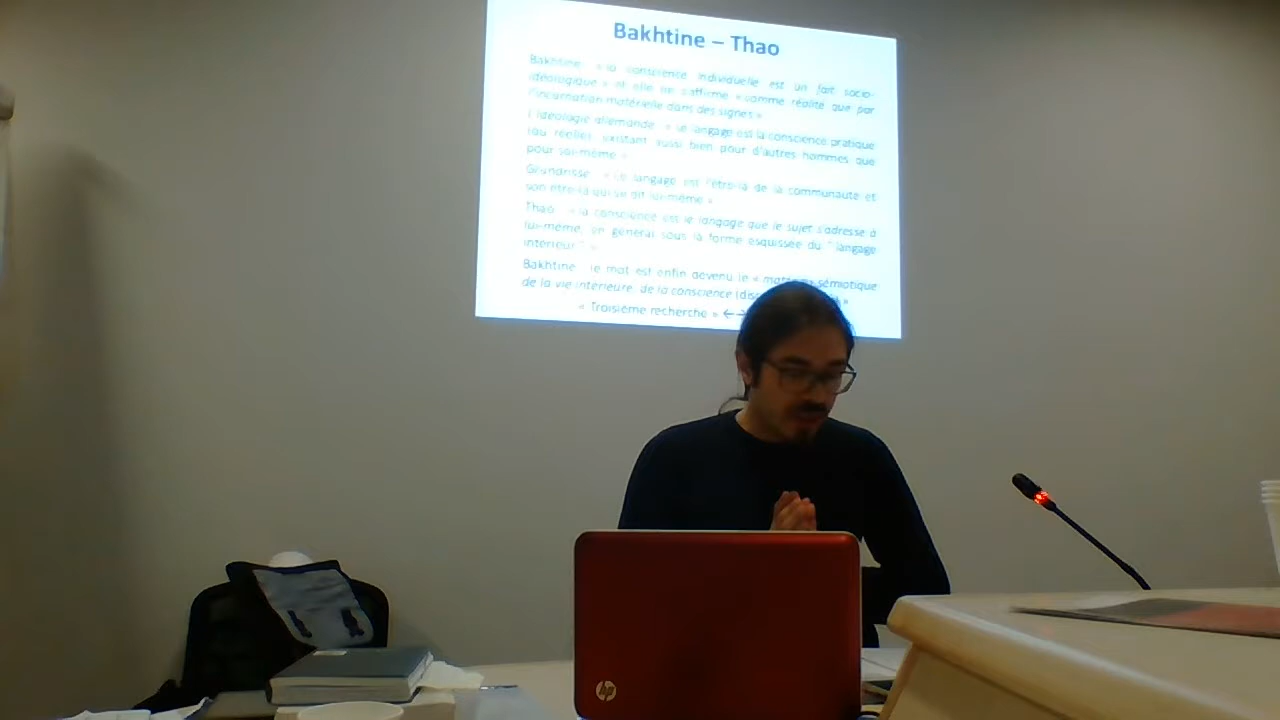 Bakhtine – Thao
Bakhtine : « la conscience individuelle est un fait socio-
idéologique » et elle ne s'affirme « comme réalité que par
l'incarnation matérielle dans des signes »
L'idéologie allemande : « Le langage est la conscience pratique
(ou réelle), existant aussi bien pour d'autres hommes que
pour soi-même »
Grundrisse : « Le langage est l'être-là de la communauté et
son être-là qui se dit lui-même »
Thao : « la conscience est le langage que le sujet s'adresse à
lui-même, en général sous la forme esquissée du " langage
intérieur " »
Bakhtine : le mot est enfin devenu le « sémiotique
de la vie intérieure, de la conscience »
« Troisième recherche » ←
hp